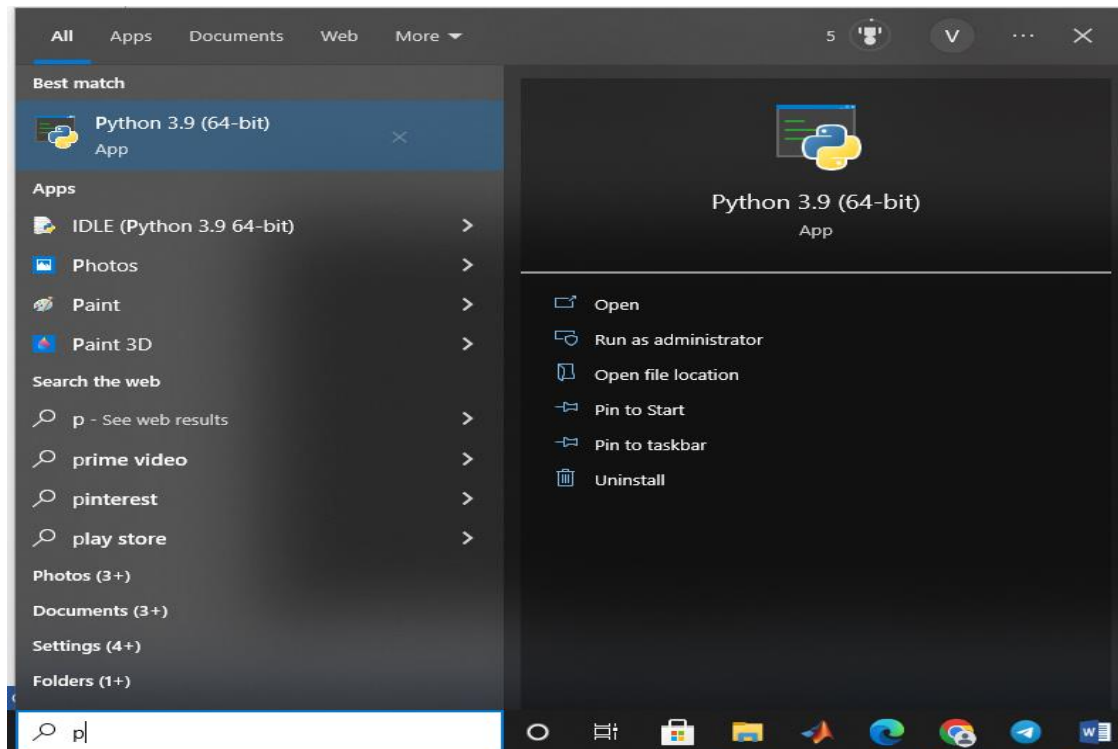 All Apps Documents Web More 5 V ...
Best match
Python 3.9 (64-bit)
App
Apps
IDLE (Python 3.9 64-bit)
Photos
Paint
Paint 3D
Search the web
p - See web results
prime video
pinterest
play store
Photos (3+)
Documents (3+)
Settings (4+)
Folders (1+)
p
Python 3.9 (64-bit)
App
Open
Run as administrator
Open file location
Pin to Start
Pin to taskbar
Uninstall
W